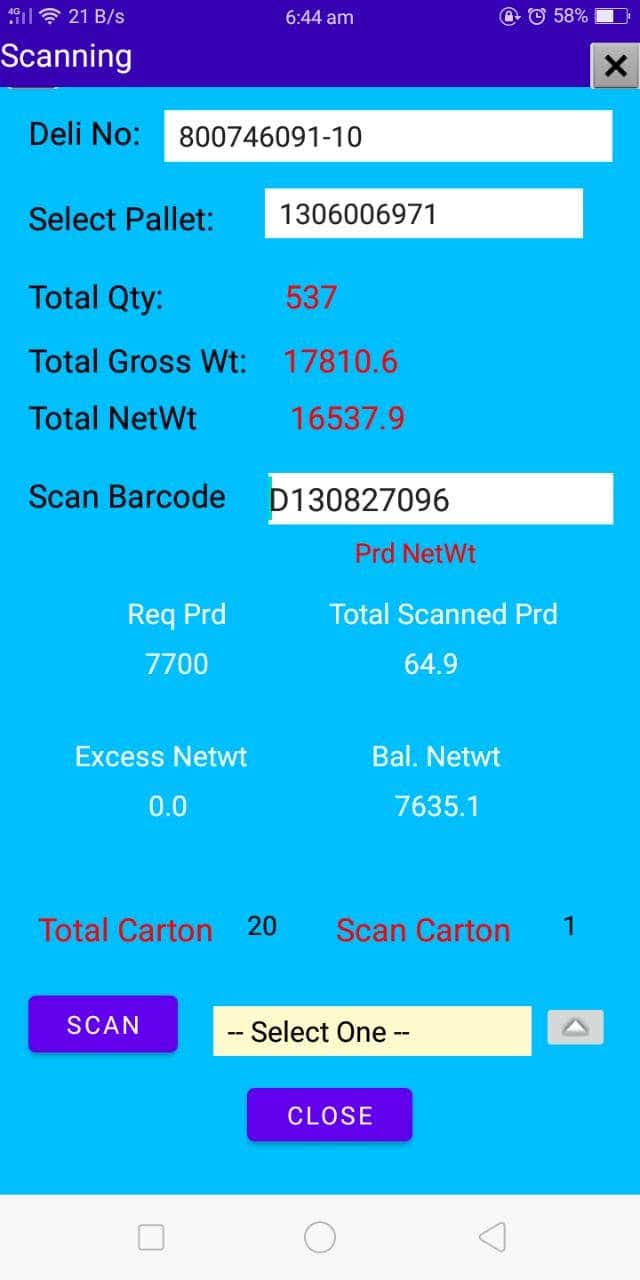 4G 21 B/s 6:44 am 58%
Scanning
Deli No: 800746091-10
Select Pallet: 1306006971
Total Qty: 537
Total Gross Wt: 17810.6
Total NetWt 16537.9
Scan Barcode D130827096
Prd NetWt
Req Prd Total Scanned Prd
7700 64.9
Excess Netwt Bal. Netwt
0.0 7635.1
Total Carton 20 Scan Carton 1
SCAN -- Select One --
CLOSE